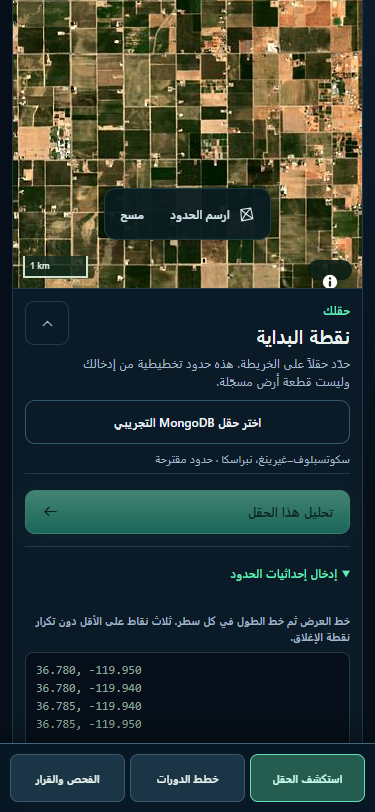 ارسم الحدود
مسح
1 km
حقلك
نقطة البداية
حدّد حقلاً على الخريطة. هذه حدود تخطيطية من إدخالك
وليست قطعة أرض مسجّلة.
اختر حقل MongoDB التجريبي
سكوتسبلوف–غيرينغ، نبراسكا · حدود مقترحة
تحليل هذا الحقل
إدخال إحداثيات الحدود
خط العرض ثم خط الطول في كل سطر. ثلاث نقاط على الأقل دون تكرار
نقطة الإغلاق.
36.780, -119.950
36.780, -119.940
36.785, -119.940
36.785, -119.950
استكشف الحقل
خطط الدورات
الفحص والقرار